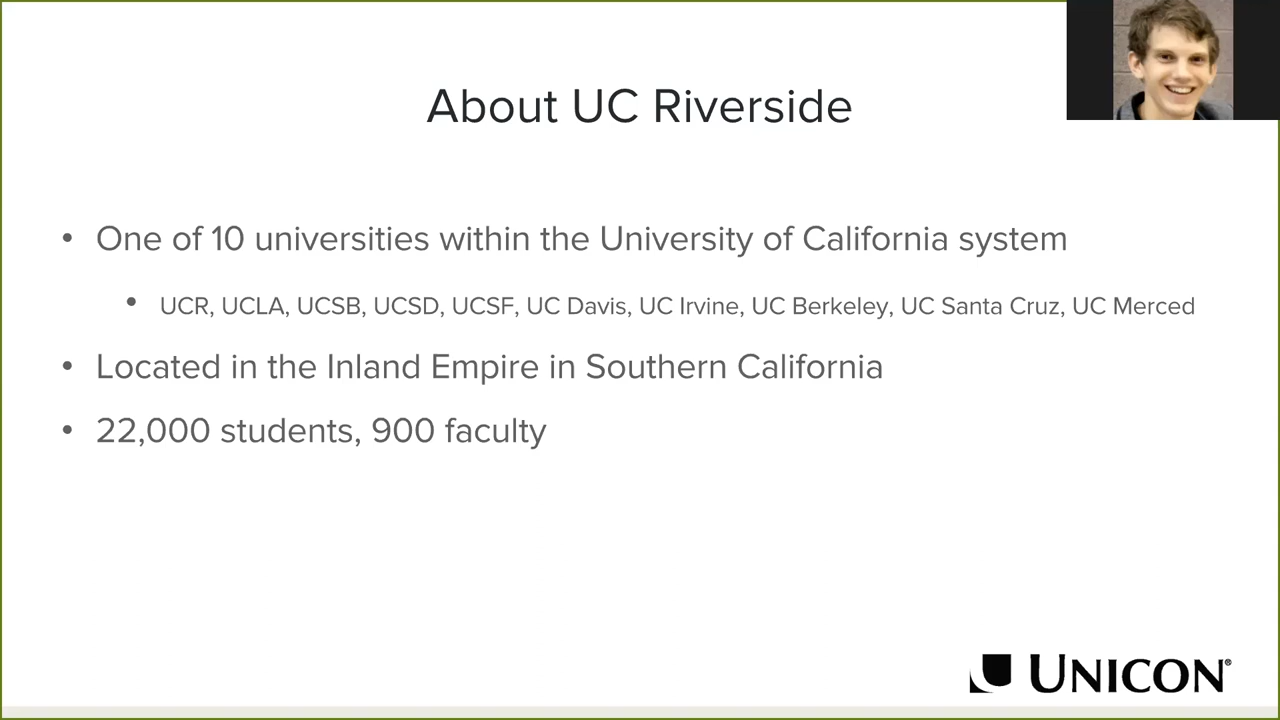 About UC Riverside
• One of 10 universities within the University of California system
• UCR, UCLA, UCSB, UCSD, UCSF, UC Davis, UC Irvine, UC Berkeley, UC Santa Cruz, UC Merced
• Located in the Inland Empire in Southern California
• 22,000 students, 900 faculty
UNICON®